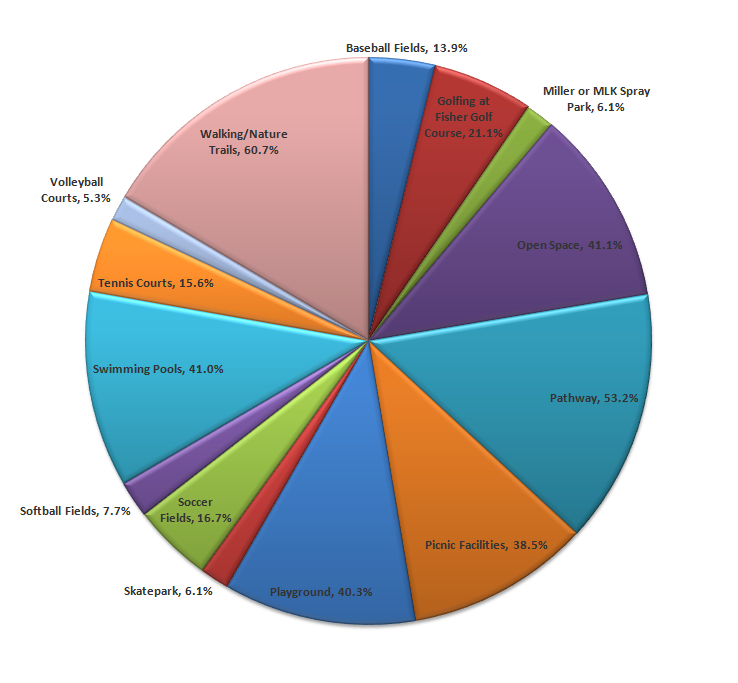 Baseball Fields, 13.9%
Golfing at
Fisher Golf
Course, 21.1%
Miller or MLK Spray
Park, 6.1%
Open Space, 41.1%
Pathway, 53.2%
Picnic Facilities, 38.5%
Playground, 40.3%
Skatepark, 6.1%
Soccer
Fields, 16.7%
Softball Fields, 7.7%
Swimming Pools, 41.0%
Tennis Courts, 15.6%
Volleyball
Courts, 5.3%
Walking/Nature
Trails, 60.7%